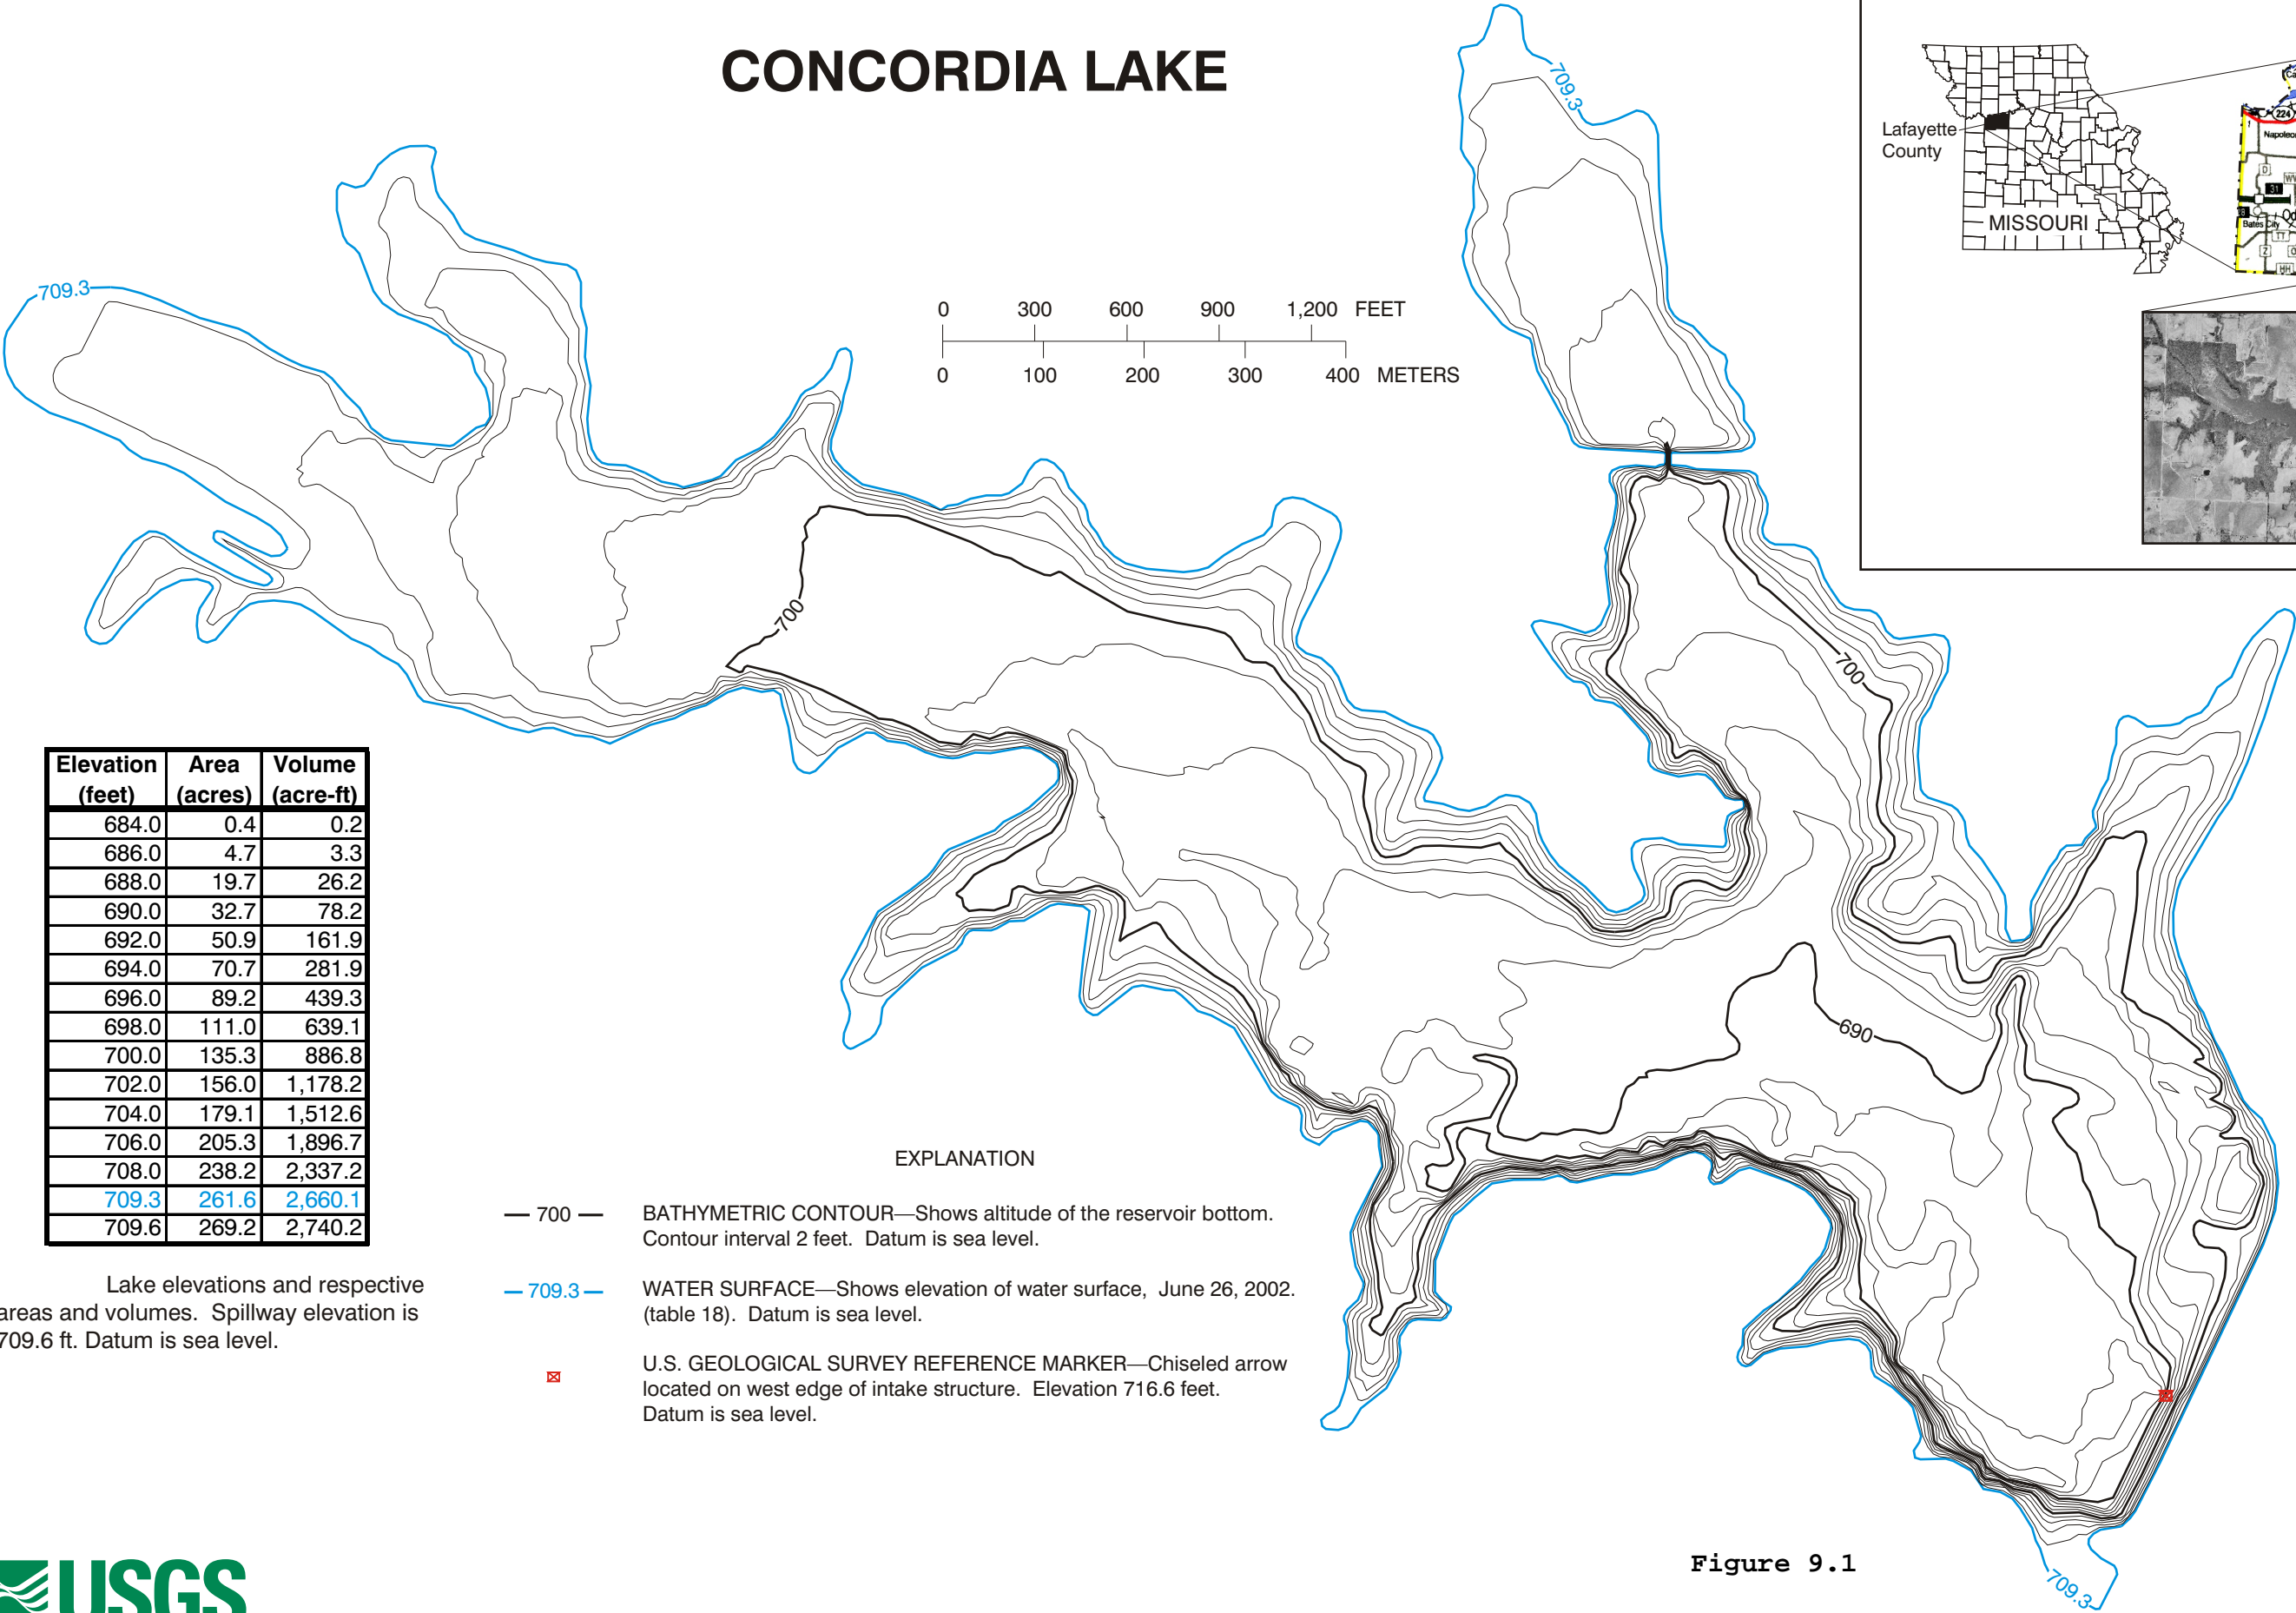 CONCORDIA LAKE
709.3
709.3
0 300 600 900 1,200 FEET
0 100 200 300 400 METERS
Lafayette
County
MISSOURI
224
Napoleon
D
31
Bates City
TT
Z
HH
700
700
690
Elevation Area Volume
(feet) (acres) (acre-ft)
684.0 0.4 0.2
686.0 4.7 3.3
688.0 19.7 26.2
690.0 32.7 78.2
692.0 50.9 161.9
694.0 70.7 281.9
696.0 89.2 439.3
698.0 111.0 639.1
700.0 135.3 886.8
702.0 156.0 1,178.2
704.0 179.1 1,512.6
706.0 205.3 1,896.7
708.0 238.2 2,337.2
709.3 261.6 2,660.1
709.6 269.2 2,740.2
Lake elevations and respective
areas and volumes. Spillway elevation is
709.6 ft. Datum is sea level.
EXPLANATION
700
BATHYMETRIC CONTOUR—Shows altitude of the reservoir bottom.
Contour interval 2 feet. Datum is sea level.
709.3
WATER SURFACE—Shows elevation of water surface, June 26, 2002.
(table 18). Datum is sea level.
U.S. GEOLOGICAL SURVEY REFERENCE MARKER—Chiseled arrow
located on west edge of intake structure. Elevation 716.6 feet.
Datum is sea level.
Figure 9.1
709.3
USGS